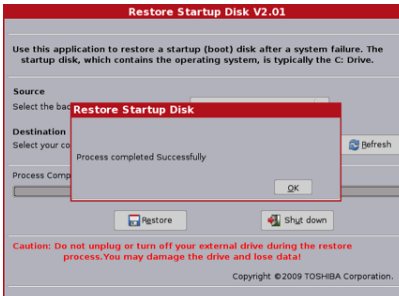 Restore Startup Disk V2.01
Use this application to restore a startup (boot) disk after a system failure. The
startup disk, which contains the operating system, is typically the C: Drive.
Source
Select the bac
Restore Startup Disk
Destination
Select your co
Refresh
Process completed Successfully
Process Comp
OK
Restore
Shut down
Caution: Do not unplug or turn off your external drive during the restore
process.You may damage the drive and lose data!
Copyright ©2009 TOSHIBA Corporation.